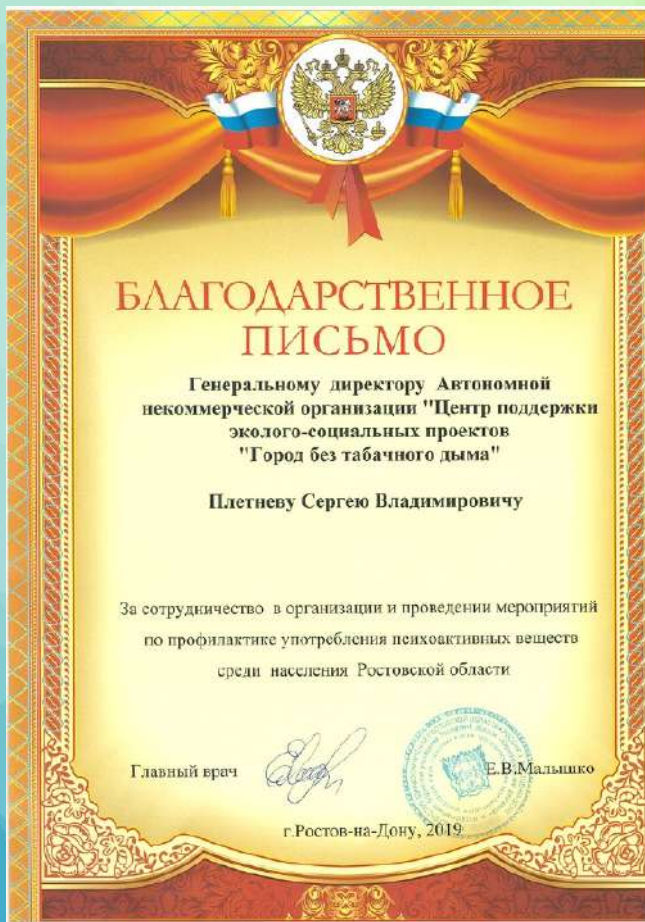 БЛАГОДАРСТВЕННОЕ
ПИСЬМО
Генеральному директору Автономной
некоммерческой организации "Центр поддержки
эколого-социальных проектов
"Город без табачного дыма"
Плетневу Сергею Владимировичу
За сотрудничество в организации и проведении мероприятий
по профилактике употребления психоактивных веществ
среди населения Ростовской области
Главный врач
Е.В.Малышко
г.Ростов-на-Дону, 2019